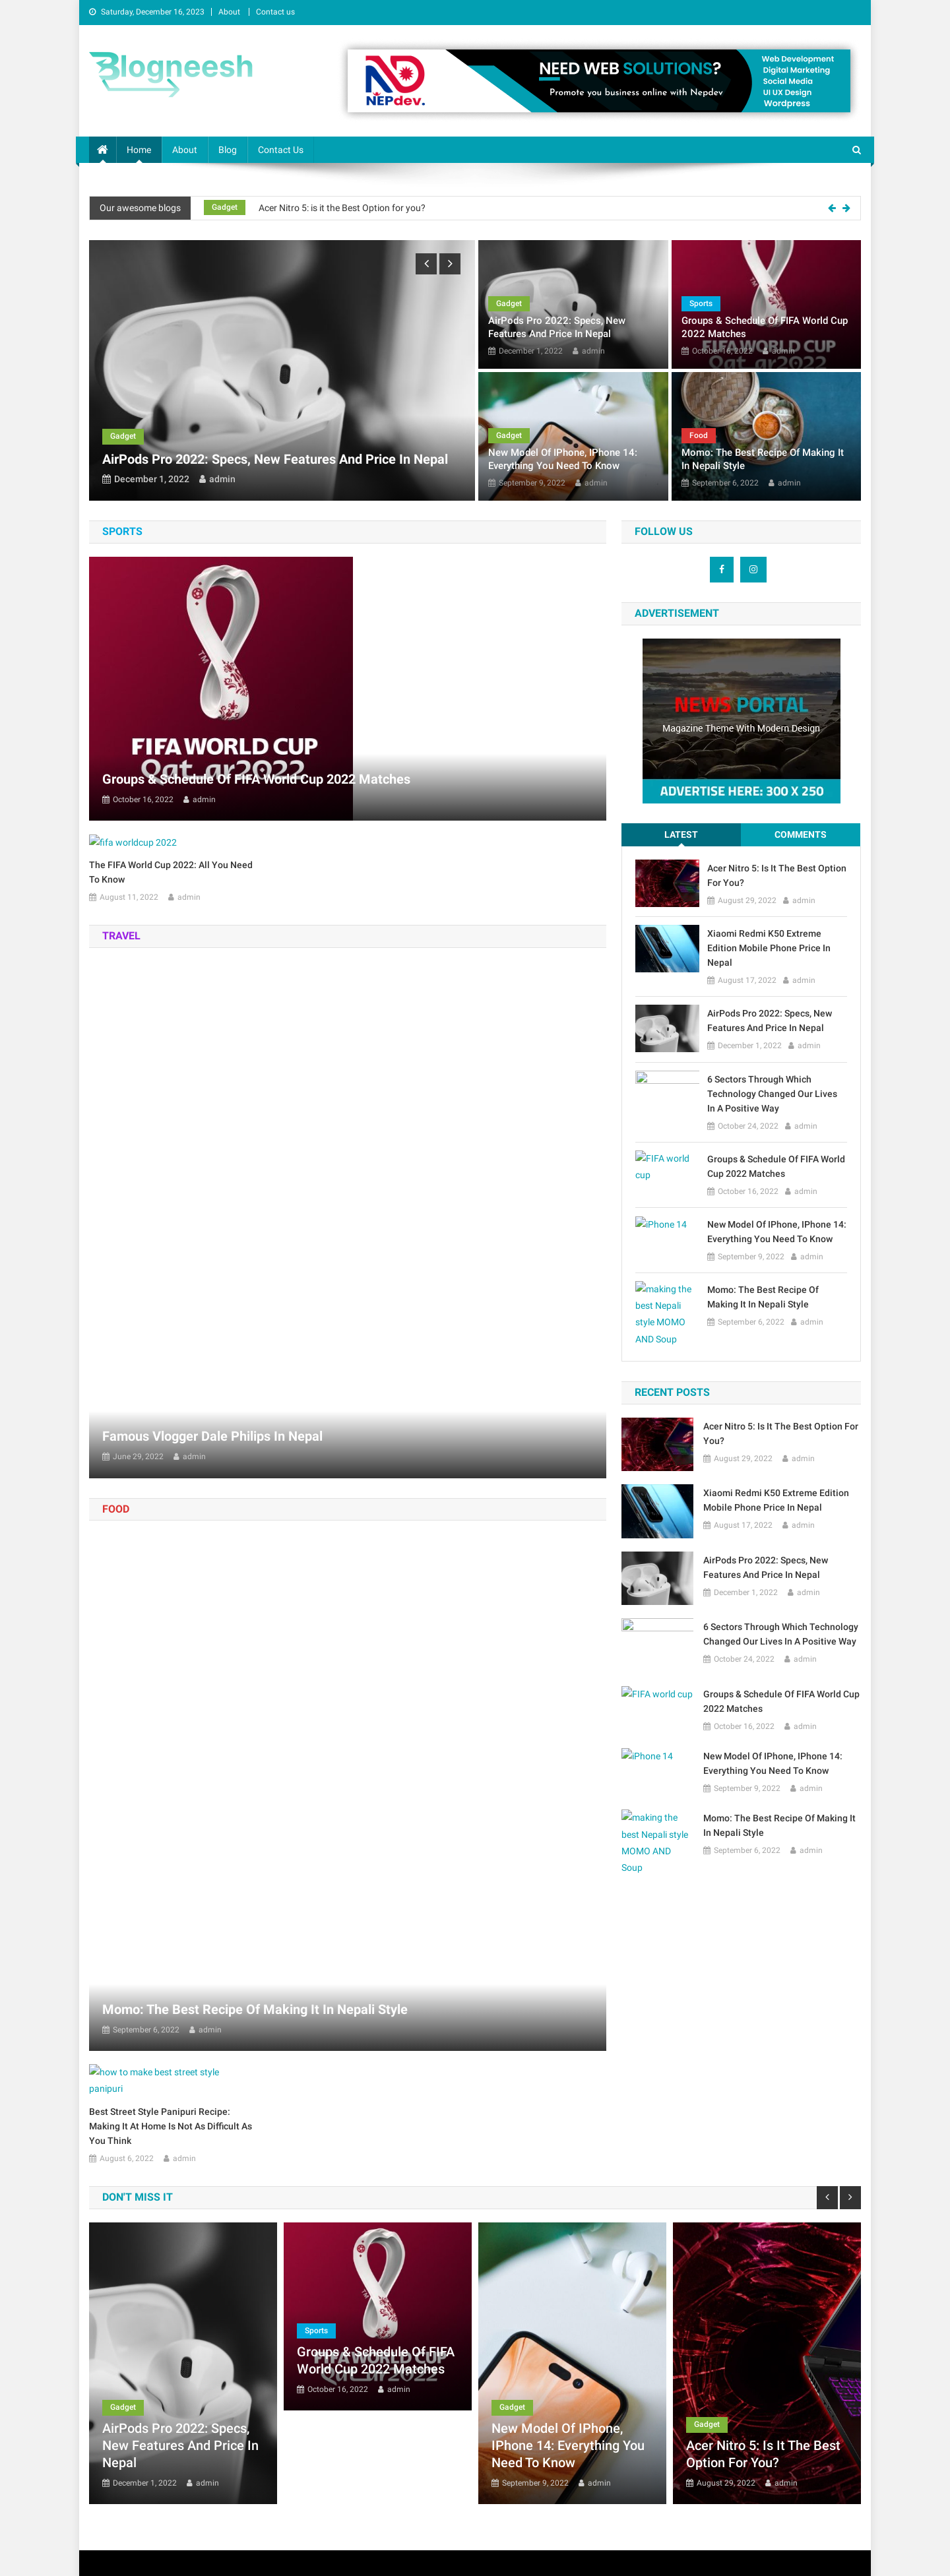 Saturday, December 16, 2023 About Contact us
Blogneesh
NEPdev.
NEED WEB SOLUTIONS?
Promote you business online with Nepdev
Web Development
Digital Marketing
Social Media
UI UX Design
Wordpress
Home About Blog Contact Us
Our awesome blogs Gadget Acer Nitro 5: is it the Best Option for you?
Gadget
AirPods Pro 2022: Specs, New Features And Price In Nepal
December 1, 2022 admin
Gadget
AirPods Pro 2022: Specs, New
Features And Price In Nepal
December 1, 2022 admin
Sports
Groups & Schedule Of FIFA World Cup
2022 Matches
October 16, 2022 admin
FIFA WORLD CUP
Qatar2022
Gadget
New Model Of IPhone, IPhone 14:
Everything You Need To Know
September 9, 2022 admin
Food
Momo: The Best Recipe Of Making It
In Nepali Style
September 6, 2022 admin
SPORTS
FIFA WORLD CUP
Qatar2022
Groups & Schedule Of FIFA World Cup 2022 Matches
October 16, 2022 admin
fifa worldcup 2022
The FIFA World Cup 2022: All You Need
To Know
August 11, 2022 admin
TRAVEL
Famous Vlogger Dale Philips In Nepal
June 29, 2022 admin
FOOD
Momo: The Best Recipe Of Making It In Nepali Style
September 6, 2022 admin
how to make best street style
panipuri
Best Street Style Panipuri Recipe:
Making It At Home Is Not As Difficult As
You Think
August 6, 2022 admin
FOLLOW US
ADVERTISEMENT
NEWS PORTAL
Magazine Theme With Modern Design
ADVERTISE HERE: 300 X 250
LATEST COMMENTS
Acer Nitro 5: Is It The Best Option
For You?
August 29, 2022 admin
Xiaomi Redmi K50 Extreme
Edition Mobile Phone Price In
Nepal
August 17, 2022 admin
AirPods Pro 2022: Specs, New
Features And Price In Nepal
December 1, 2022 admin
6 Sectors Through Which
Technology Changed Our Lives
In A Positive Way
October 24, 2022 admin
FIFA world
cup
Groups & Schedule Of FIFA World
Cup 2022 Matches
October 16, 2022 admin
iPhone 14
New Model Of IPhone, IPhone 14:
Everything You Need To Know
September 9, 2022 admin
making the
best Nepali
style MOMO
AND Soup
Momo: The Best Recipe Of
Making It In Nepali Style
September 6, 2022 admin
RECENT POSTS
Acer Nitro 5: Is It The Best Option For
You?
August 29, 2022 admin
Xiaomi Redmi K50 Extreme Edition
Mobile Phone Price In Nepal
August 17, 2022 admin
AirPods Pro 2022: Specs, New
Features And Price In Nepal
December 1, 2022 admin
6 Sectors Through Which Technology
Changed Our Lives In A Positive Way
October 24, 2022 admin
FIFA world cup
Groups & Schedule Of FIFA World Cup
2022 Matches
October 16, 2022 admin
iPhone 14
New Model Of IPhone, IPhone 14:
Everything You Need To Know
September 9, 2022 admin
making the
best Nepali style
MOMO AND
Soup
Momo: The Best Recipe Of Making It
In Nepali Style
September 6, 2022 admin
DON'T MISS IT
Gadget
AirPods Pro 2022: Specs,
New Features And Price In
Nepal
December 1, 2022 admin
Sports
Groups & Schedule Of FIFA
World Cup 2022 Matches
October 16, 2022 admin
FIFA WORLD CUP
Qatar2022
Gadget
New Model Of IPhone,
IPhone 14: Everything You
Need To Know
September 9, 2022 admin
Gadget
Acer Nitro 5: Is It The Best
Option For You?
August 29, 2022 admin